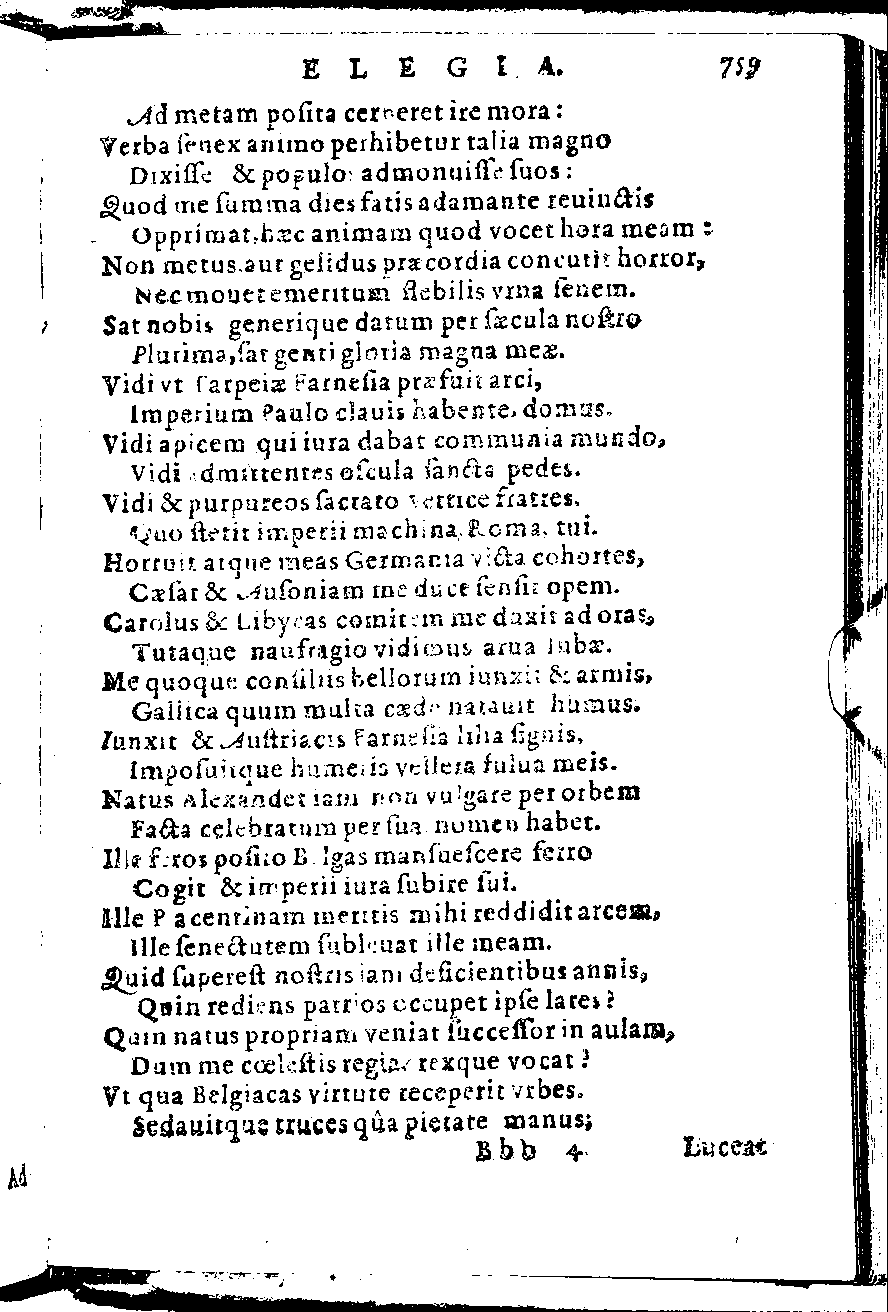 ELEGIA. 759
Ad metam poſita cerneret ire mora:
Verba ſenex animo perhibetur talia magno
Dixiſſe & populos admonuiſſe ſuos:
Quod me ſumma dies fatis adamante reuinctis
Opprimat, hæc animam quod vocet hora meam:
Non metus aut gelidus præcordia concutit horror,
Nec mouet emeritum flebilis vrna ſenem.
Sat nobis generique datum per ſæcula noſtro
Plurima, ſat genti gloria magna meæ.
Vidi vt Tarpeiæ Farneſia præfuit arci,
Imperium Paulo clauis habente, domus.
Vidi apicem qui iura dabat communia mundo,
Vidi admittentes oſcula ſancta pedes.
Vidi & purpureos ſacrato vertice fratres,
Quo ſtetit imperii machina, Roma, tui.
Horruit atque meas Germania victa cohortes,
Cæſar & Auſoniam me duce ſenſit opem.
Carolus & Libycas comitem me duxit ad oras,
Tutaque naufragio vidimus arua Iubæ.
Me quoque conſiliis bellorum iunxit & armis,
Gallica quum multa cæde natauit humus.
Iunxit & Auſtriacis Farneſia lilia ſignis,
Impoſuitque humeris vellera fulua meis.
Natus Alexander iam non vulgare per orbem
Facta celebratum per ſua nomen habet.
Ille feros poſito Belgas manſueſcere ferro
Cogit & imperii iura ſubire ſui.
Ille Placentinam meritis mihi reddidit arcem,
Ille ſenectutem ſubleuat ille meam.
Quid ſupereſt noſtris iam deficientibus annis,
Quin rediens patrios occupet ipſe lares?
Quin natus propriam veniat ſucceſſor in aulam,
Dum me cœleſtis regia, rexque vocat?
Vt qua Belgiacas virtute receperit vrbes.
Sedauitque truces quâ pietate manus;
Bbb 4 Luceat
Ad